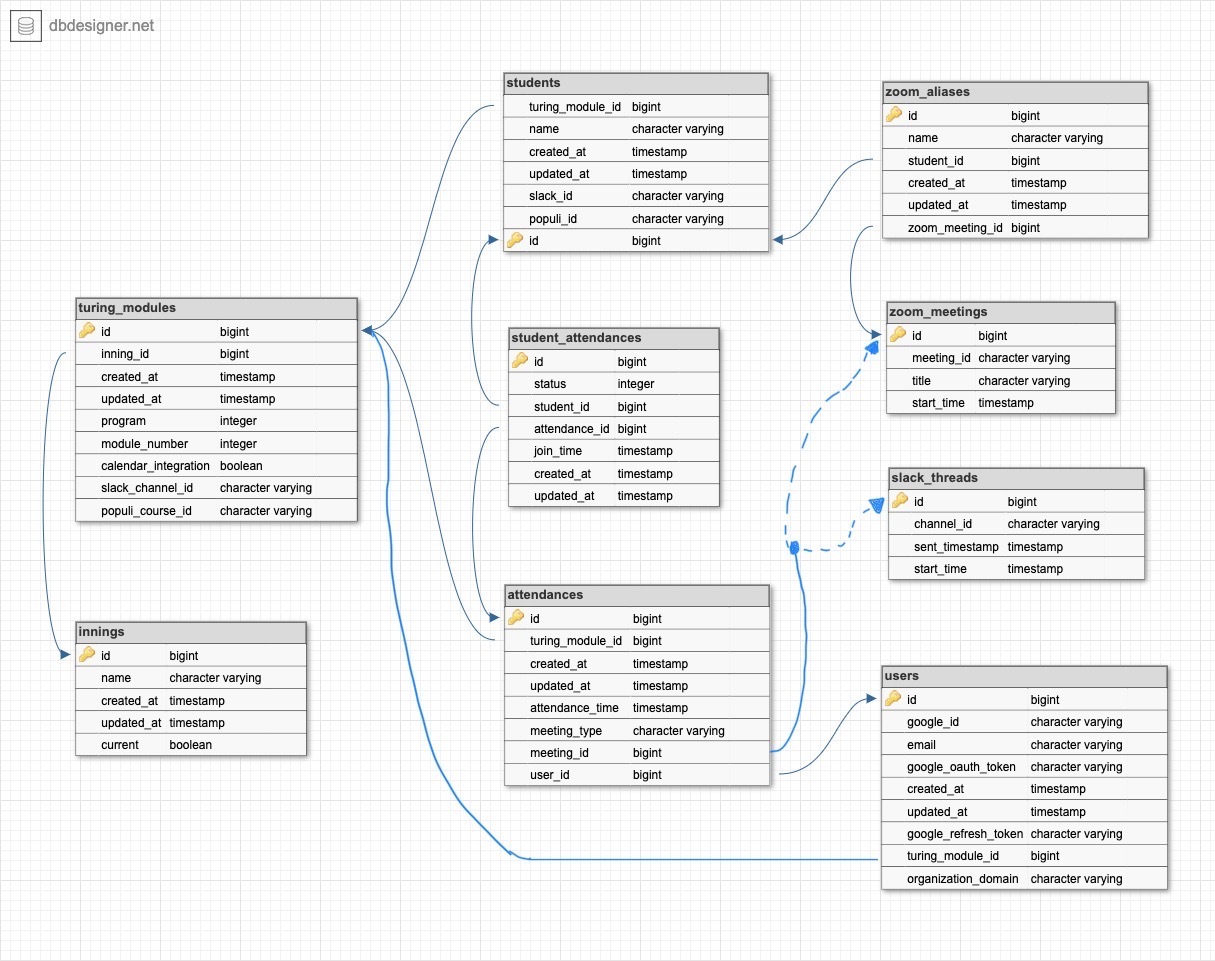 dbdesigner.net
students
turing_module_id bigint
name character varying
created_at timestamp
updated_at timestamp
slack_id character varying
populi_id character varying
id bigint
zoom_aliases
id bigint
name character varying
student_id bigint
created_at timestamp
updated_at timestamp
zoom_meeting_id bigint
turing_modules
id bigint
inning_id bigint
created_at timestamp
updated_at timestamp
program integer
module_number integer
calendar_integration boolean
slack_channel_id character varying
populi_course_id character varying
student_attendances
id bigint
status integer
student_id bigint
attendance_id bigint
join_time timestamp
created_at timestamp
updated_at timestamp
zoom_meetings
id bigint
meeting_id character varying
title character varying
start_time timestamp
slack_threads
id bigint
channel_id character varying
sent_timestamp timestamp
start_time timestamp
innings
id bigint
name character varying
created_at timestamp
updated_at timestamp
current boolean
attendances
id bigint
turing_module_id bigint
created_at timestamp
updated_at timestamp
attendance_time timestamp
meeting_type character varying
meeting_id bigint
user_id bigint
users
id bigint
google_id character varying
email character varying
google_oauth_token character varying
created_at timestamp
updated_at timestamp
google_refresh_token character varying
turing_module_id bigint
organization_domain character varying